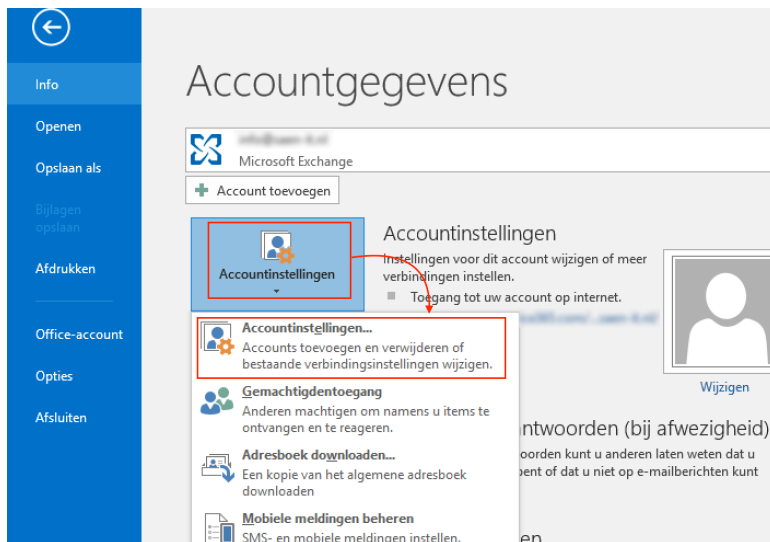 Info
Openen
Opslaan als
Bijlagen
opslaan
Afdrukken
Office-account
Opties
Afsluiten
Accountgegevens
Microsoft Exchange
Account toevoegen
Accountinstellingen
Accountinstellingen
Instellingen voor dit account wijzigen of meer
verbindingen instellen.
Toegang tot uw account op internet.
Wijzigen
Accountinstellingen...
Accounts toevoegen en verwijderen of
bestaande verbindingsinstellingen wijzigen.
Gemachtigdentoegang
Anderen machtigen om namens u items te
ontvangen en te reageren.
Adresboek downloaden...
Een kopie van het algemene adresboek
downloaden
Mobiele meldingen beheren
SMS- en mobiele meldingen instellen.
ntwoorden (bij afwezigheid)
oorden kunt u anderen laten weten dat u
bent of dat u niet op e-mailberichten kunt
en